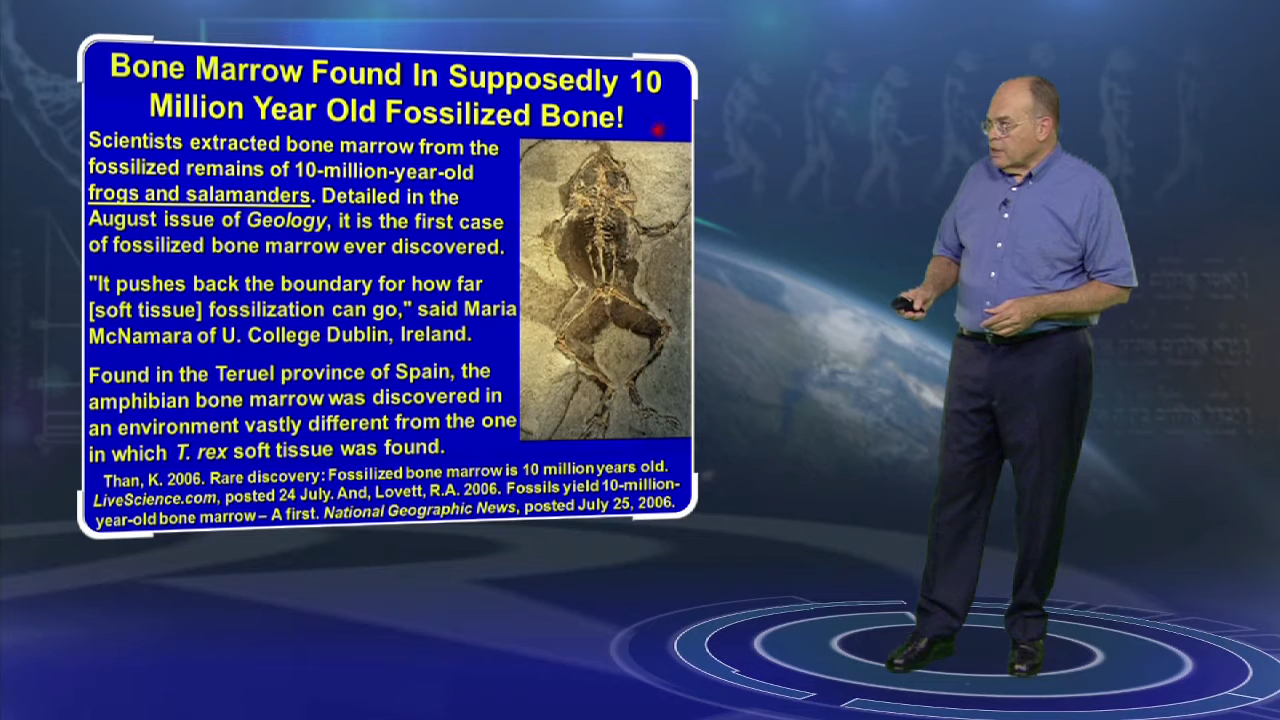 Bone Marrow Found In Supposedly 10
Million Year Old Fossilized Bone!
Scientists extracted bone marrow from the
fossilized remains of 10-million-year-old
frogs and salamanders. Detailed in the
August issue of Geology, it is the first case
of fossilized bone marrow ever discovered.
"It pushes back the boundary for how far
[soft tissue] fossilization can go," said Maria
McNamara of U. College Dublin, Ireland.
Found in the Teruel province of Spain, the
amphibian bone marrow was discovered in
an environment vastly different from the one
in which T. rex soft tissue was found.
Than, K. 2006. Rare discovery: Fossilized bone marrow is 10 million years old.
LiveScience.com, posted 24 July. And, Lovett, R.A. 2006. Fossils yield 10-million-
year-old bone marrow – A first. National Geographic News, posted July 25, 2006.